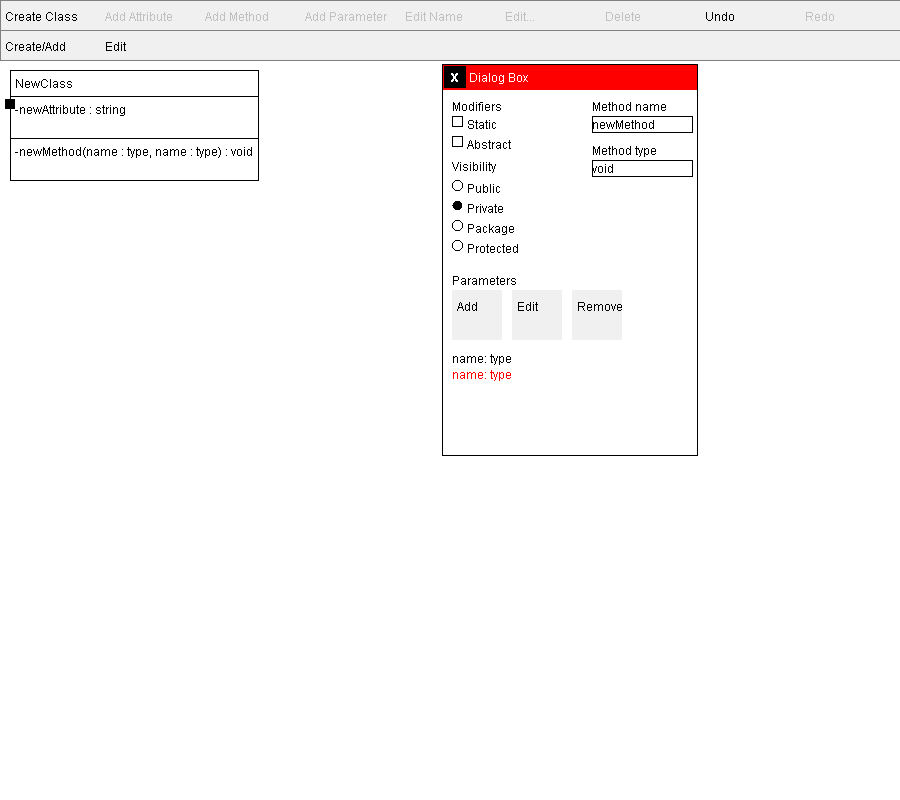 Create Class Add Attribute Add Method Add Parameter Edit Name Edit... Delete Undo Redo
Create/Add Edit
NewClass
-newAttribute : string
-newMethod(name : type, name : type) : void
X Dialog Box
Modifiers
Static
Abstract
Visibility
Public
Private
Package
Protected
Method name
newMethod
Method type
void
Parameters
Add Edit Remove
name: type
name: type